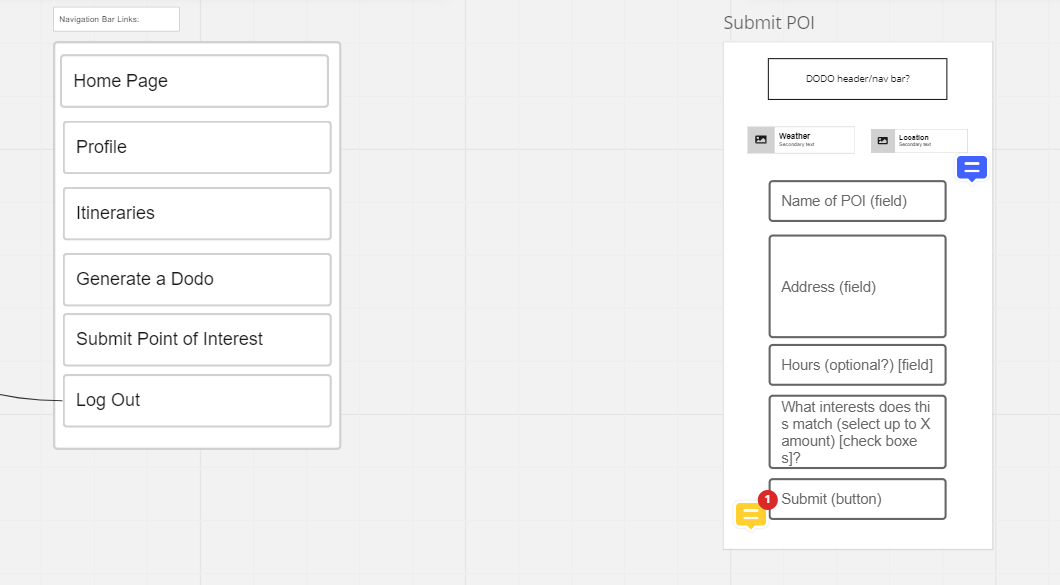 Navigation Bar Links:
Home Page
Profile
Itineraries
Generate a Dodo
Submit Point of Interest
Log Out
Submit POI
DODO header/nav bar?
Weather
Secondary text
Location
Secondary text
Name of POI (field)
Address (field)
Hours (optional?) [field]
What interests does thi
s match (select up to X
amount) [check boxe
s]?
1
Submit (button)